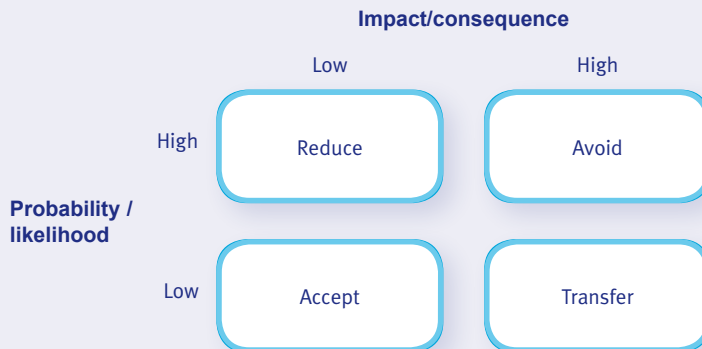 Impact/consequence
Low High
High Reduce Avoid
Probability /
likelihood
Low Accept Transfer